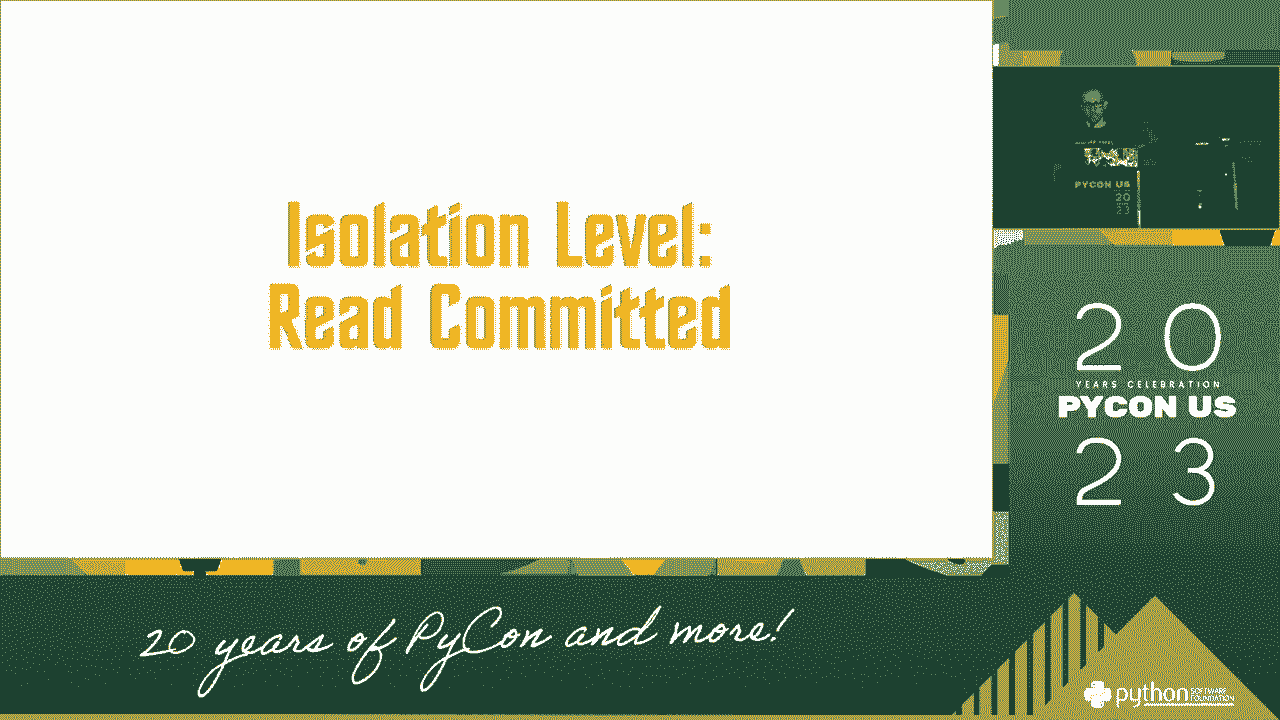 Isolation Level:
Read Committed
PYCON US
20
23
20
YEARS CELEBRATION
PYCON US
23
20 years of PyCon and more!
python SOFTWARE
FOUNDATION